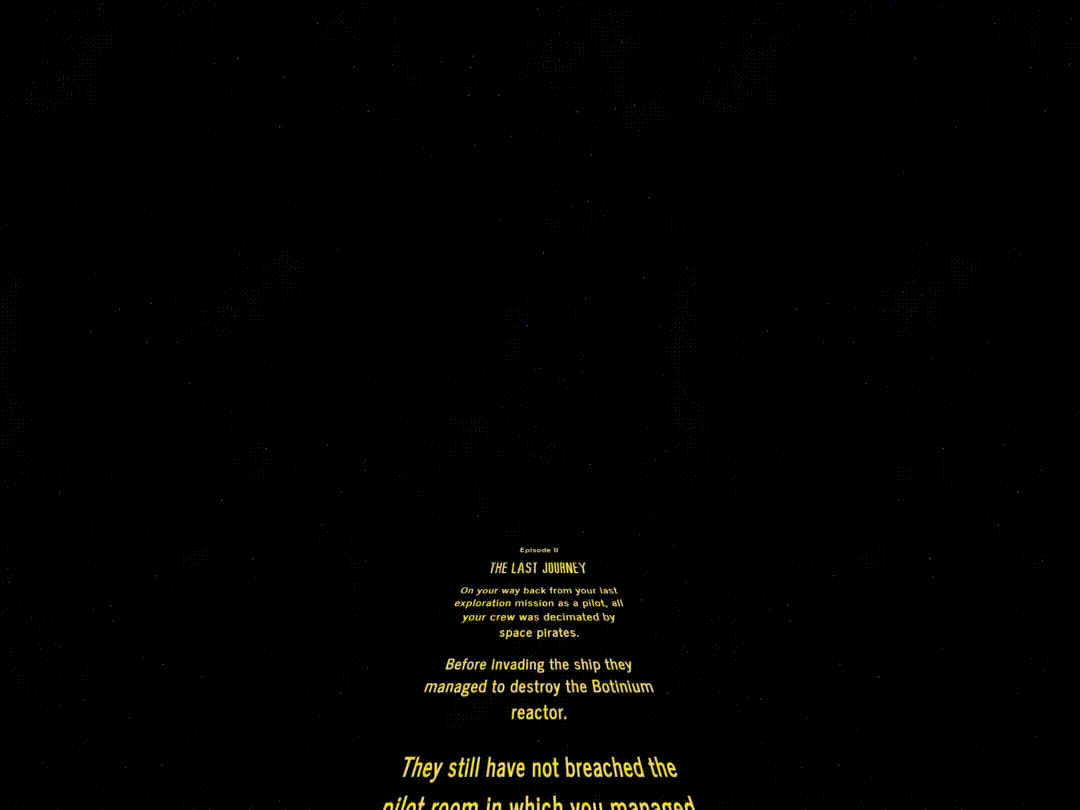 Episode II
THE LAST JOURNEY
On your way back from your last
exploration mission as a pilot, all
your crew was decimated by
space pirates.
Before invading the ship they
managed to destroy the Botinium
reactor.
They still have not breached the
pilot room in which you managed